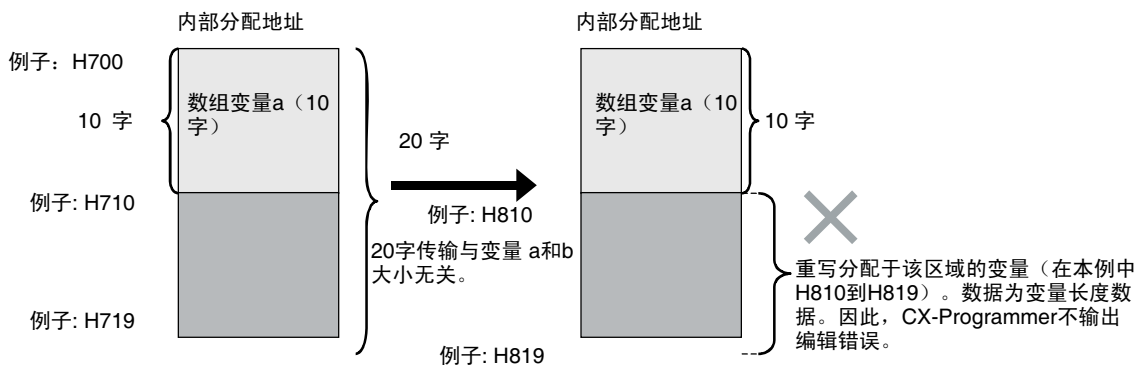 内部分配地址
例子：H700
10 字
数组变量a（10
字）
例子: H710
例子: H719
20 字
20字传输与变量 a和b
大小无关。
内部分配地址
数组变量a（10
字）
10 字
例子: H810
例子: H819
重写分配于该区域的变量（在本例中
H810到H819）。数据为变量长度数
据。因此，CX-Programmer不输出
编辑错误。